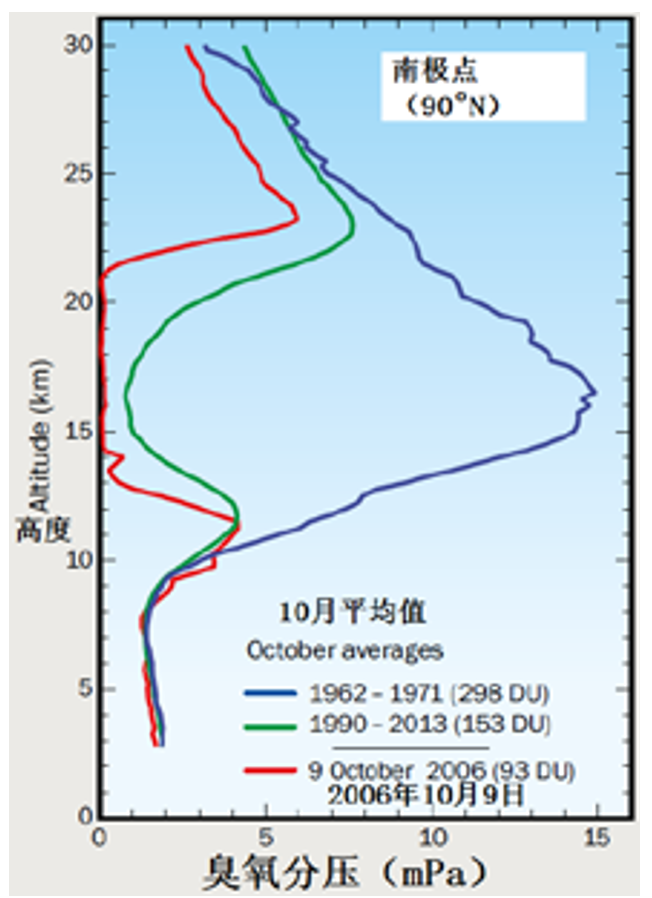 30
25
20
15
10
5
0
Altitude (km)
高度
南极点
（90°N）
10月平均值
October averages
1962 – 1971 (298 DU)
1990 – 2013 (153 DU)
9 October 2006 (93 DU)
2006年10月9日
0 5 10 15
臭氧分压（mPa）